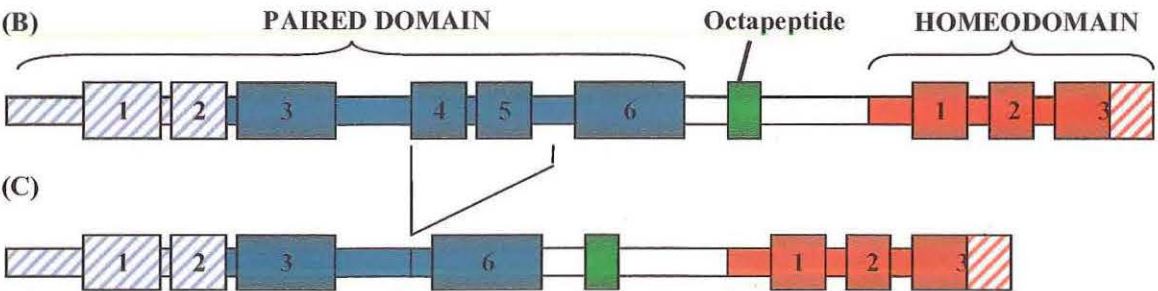 (B) PAIRED DOMAIN Octapeptide HOMEODOMAIN
1 2 3 4 5 6 1 2 3
(C)
1 2 3 6 1 2 3